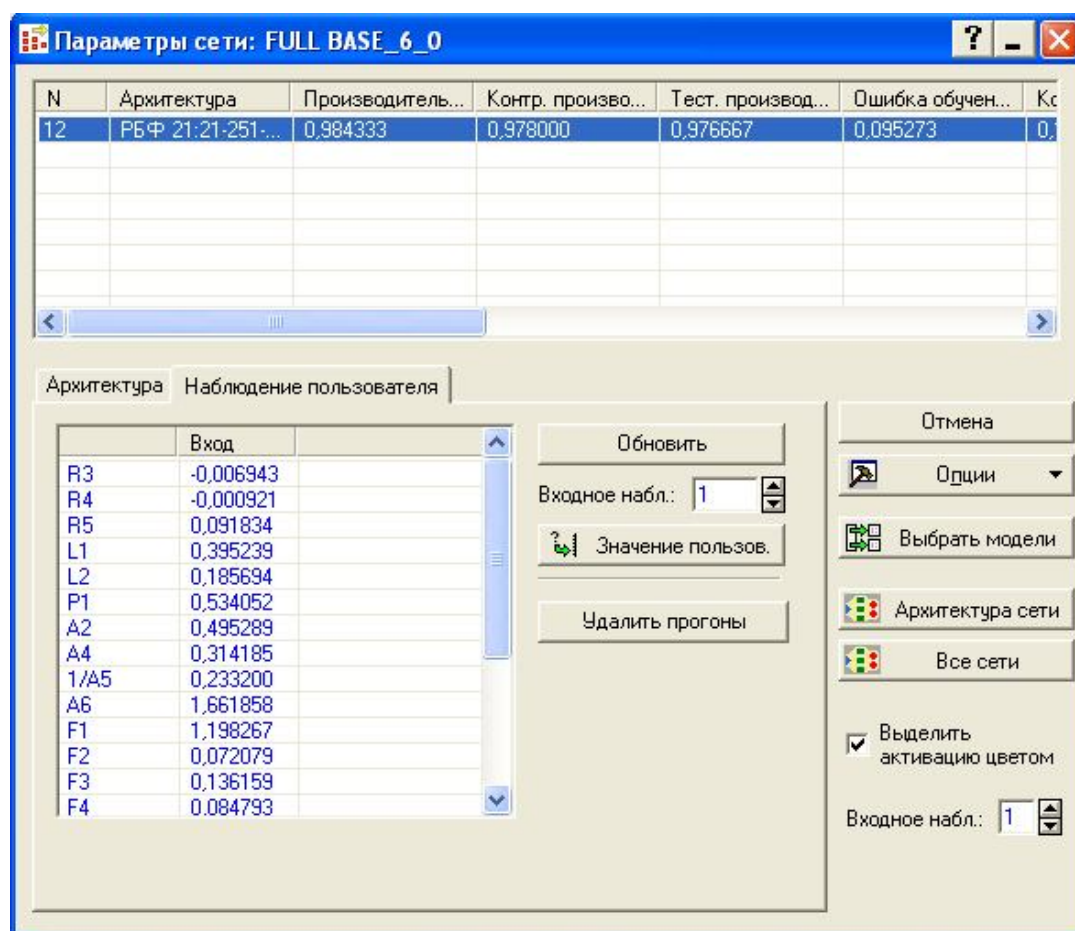 Параметры сети: FULL BASE_6_0
N Архитектура Производитель... Контр. произво... Тест. производ... Ошибка обучен... Кс
12 РБФ 21:21-251-... 0,984333 0,978000 0,976667 0,095273 0,
Архитектура Наблюдение пользователя
Вход
R3 -0,006943
R4 -0,000921
R5 0,091834
L1 0,395239
L2 0,185694
P1 0,534052
A2 0,495289
A4 0,314185
1/A5 0,233200
A6 1,661858
F1 1,198267
F2 0,072079
F3 0,136159
F4 0.084793
Обновить
Входное набл.: 1
Значение пользов.
Удалить прогоны
Отмена
Опции
Выбрать модели
Архитектура сети
Все сети
Выделить
активацию цветом
Входное набл.: 1